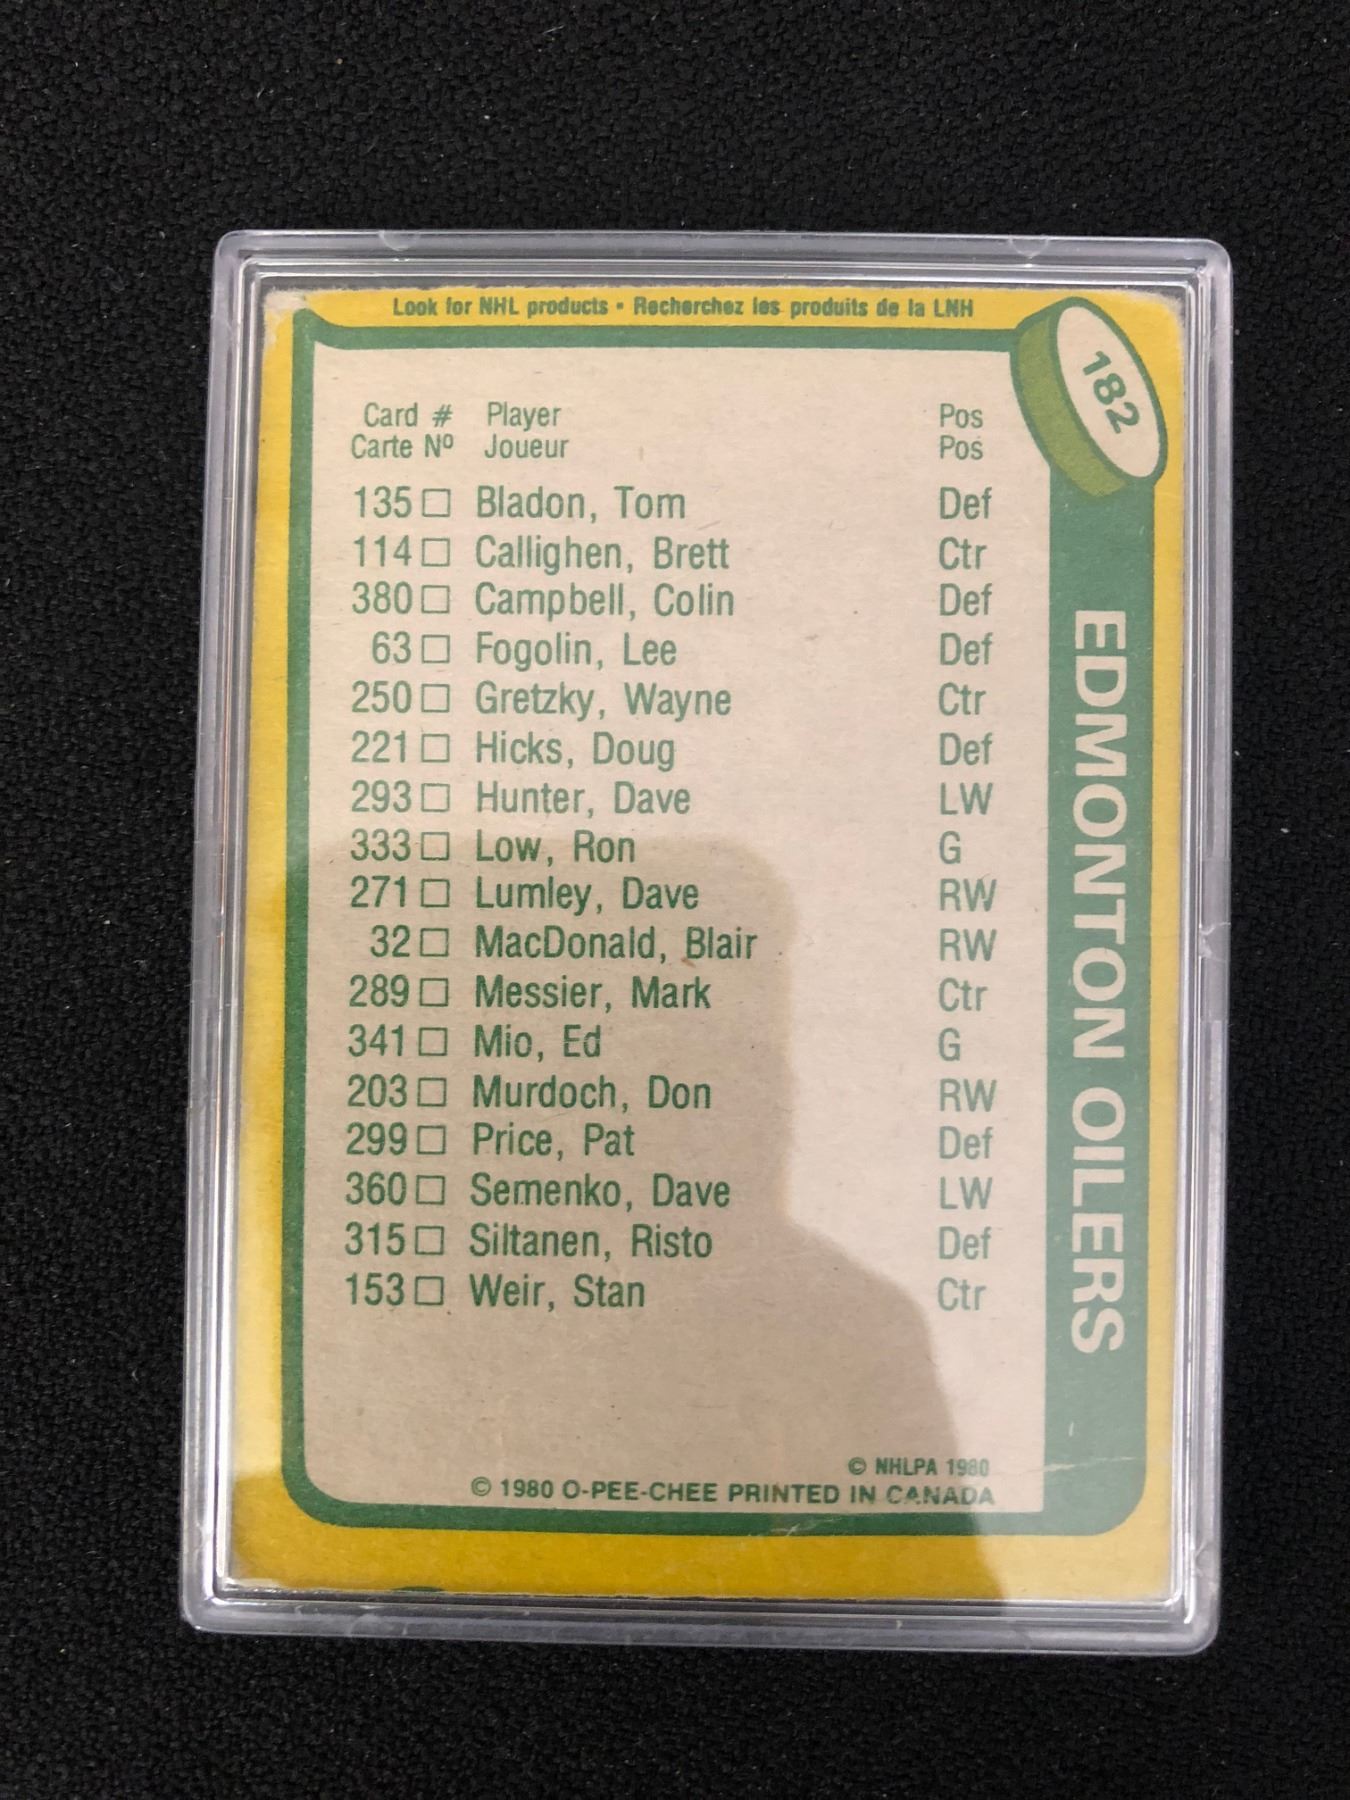 Look for NHL products • Recherchez les produits de la LNH
182
Card # Player Pos
Carte Nº Joueur Pos
135 □ Bladon, Tom Def
114 □ Callighen, Brett Ctr
380 □ Campbell, Colin Def
63 □ Fogolin, Lee Def
250 □ Gretzky, Wayne Ctr
221 □ Hicks, Doug Def
293 □ Hunter, Dave LW
333 □ Low, Ron G
271 □ Lumley, Dave RW
32 □ MacDonald, Blair RW
289 □ Messier, Mark Ctr
341 □ Mio, Ed G
203 □ Murdoch, Don RW
299 □ Price, Pat Def
360 □ Semenko, Dave LW
315 □ Siltanen, Risto Def
153 □ Weir, Stan Ctr
EDMONTON OILERS
© NHLPA 1980
© 1980 O-PEE-CHEE PRINTED IN CANADA